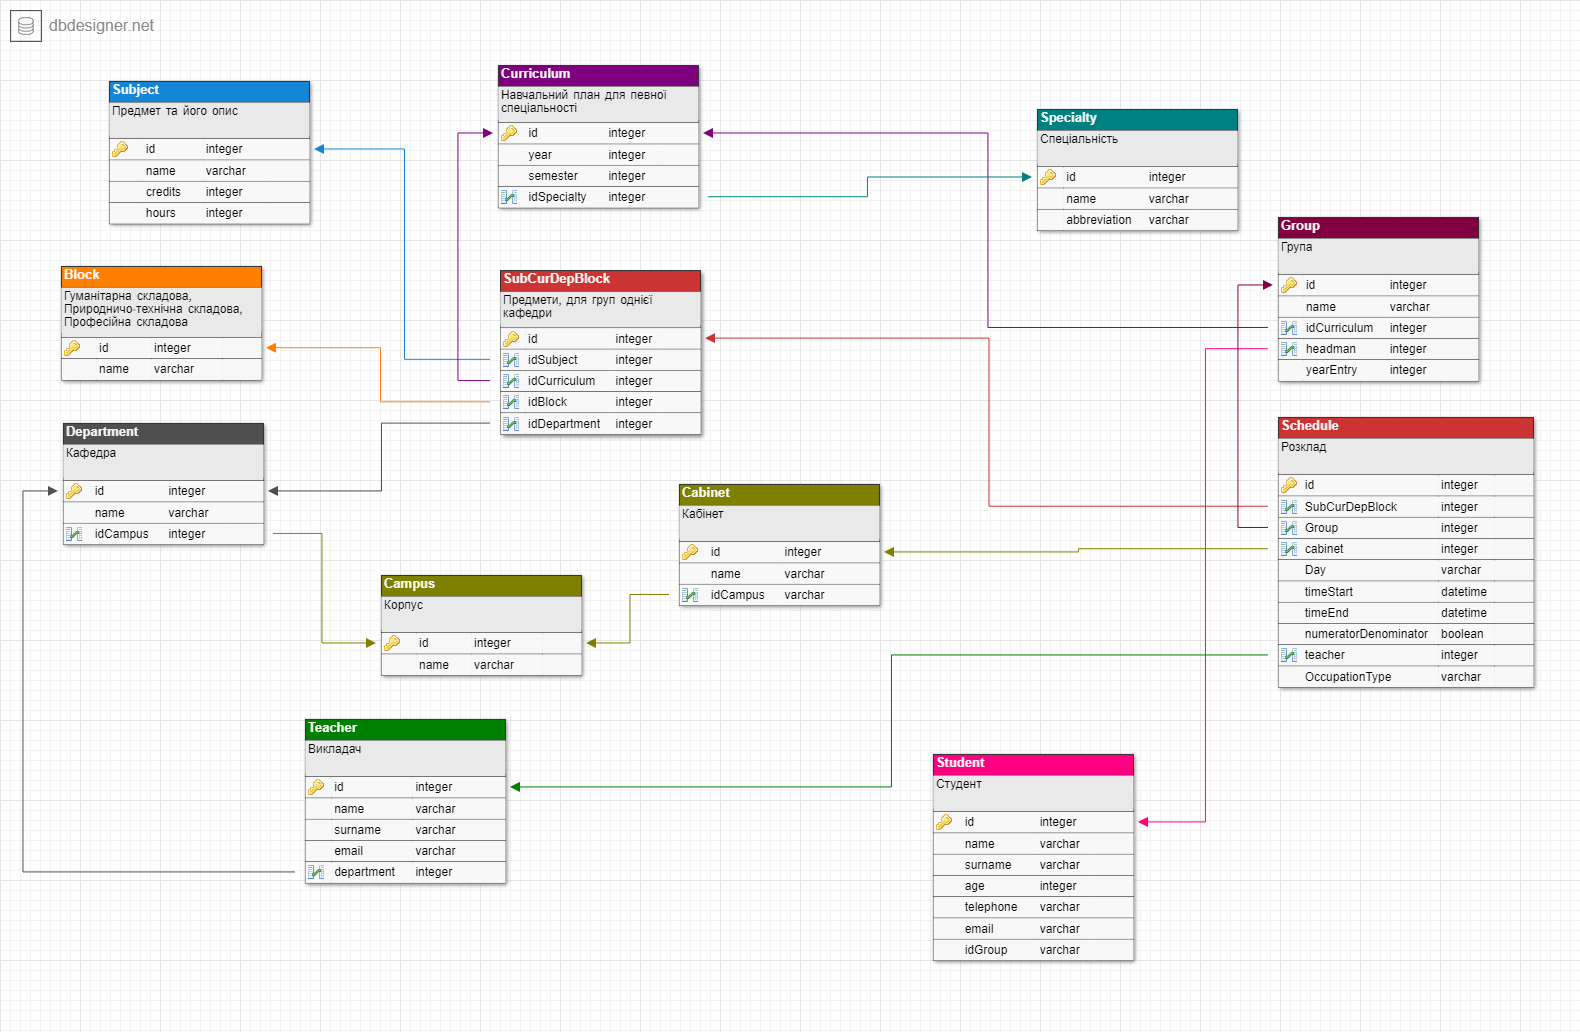 dbdesigner.net
Subject
Предмет та його опис
id integer
name varchar
credits integer
hours integer
Curriculum
Навчальний план для певної
спеціальності
id integer
year integer
semester integer
idSpecialty integer
Specialty
Спеціальність
id integer
name varchar
abbreviation varchar
Group
Група
id integer
name varchar
idCurriculum integer
headman integer
yearEntry integer
Block
Гуманітарна складова,
Природничо-технічна складова,
Професійна складова
id integer
name varchar
SubCurDepBlock
Предмети, для груп однієї
кафедри
id integer
idSubject integer
idCurriculum integer
idBlock integer
idDepartment integer
Department
Кафедра
id integer
name varchar
idCampus integer
Schedule
Розклад
id integer
SubCurDepBlock integer
Group integer
cabinet integer
Day varchar
timeStart datetime
timeEnd datetime
numeratorDenominator boolean
teacher integer
OccupationType varchar
Cabinet
Кабінет
id integer
name varchar
idCampus varchar
Campus
Корпус
id integer
name varchar
Teacher
Викладач
id integer
name varchar
surname varchar
email varchar
department integer
Student
Студент
id integer
name varchar
surname varchar
age integer
telephone varchar
email varchar
idGroup varchar